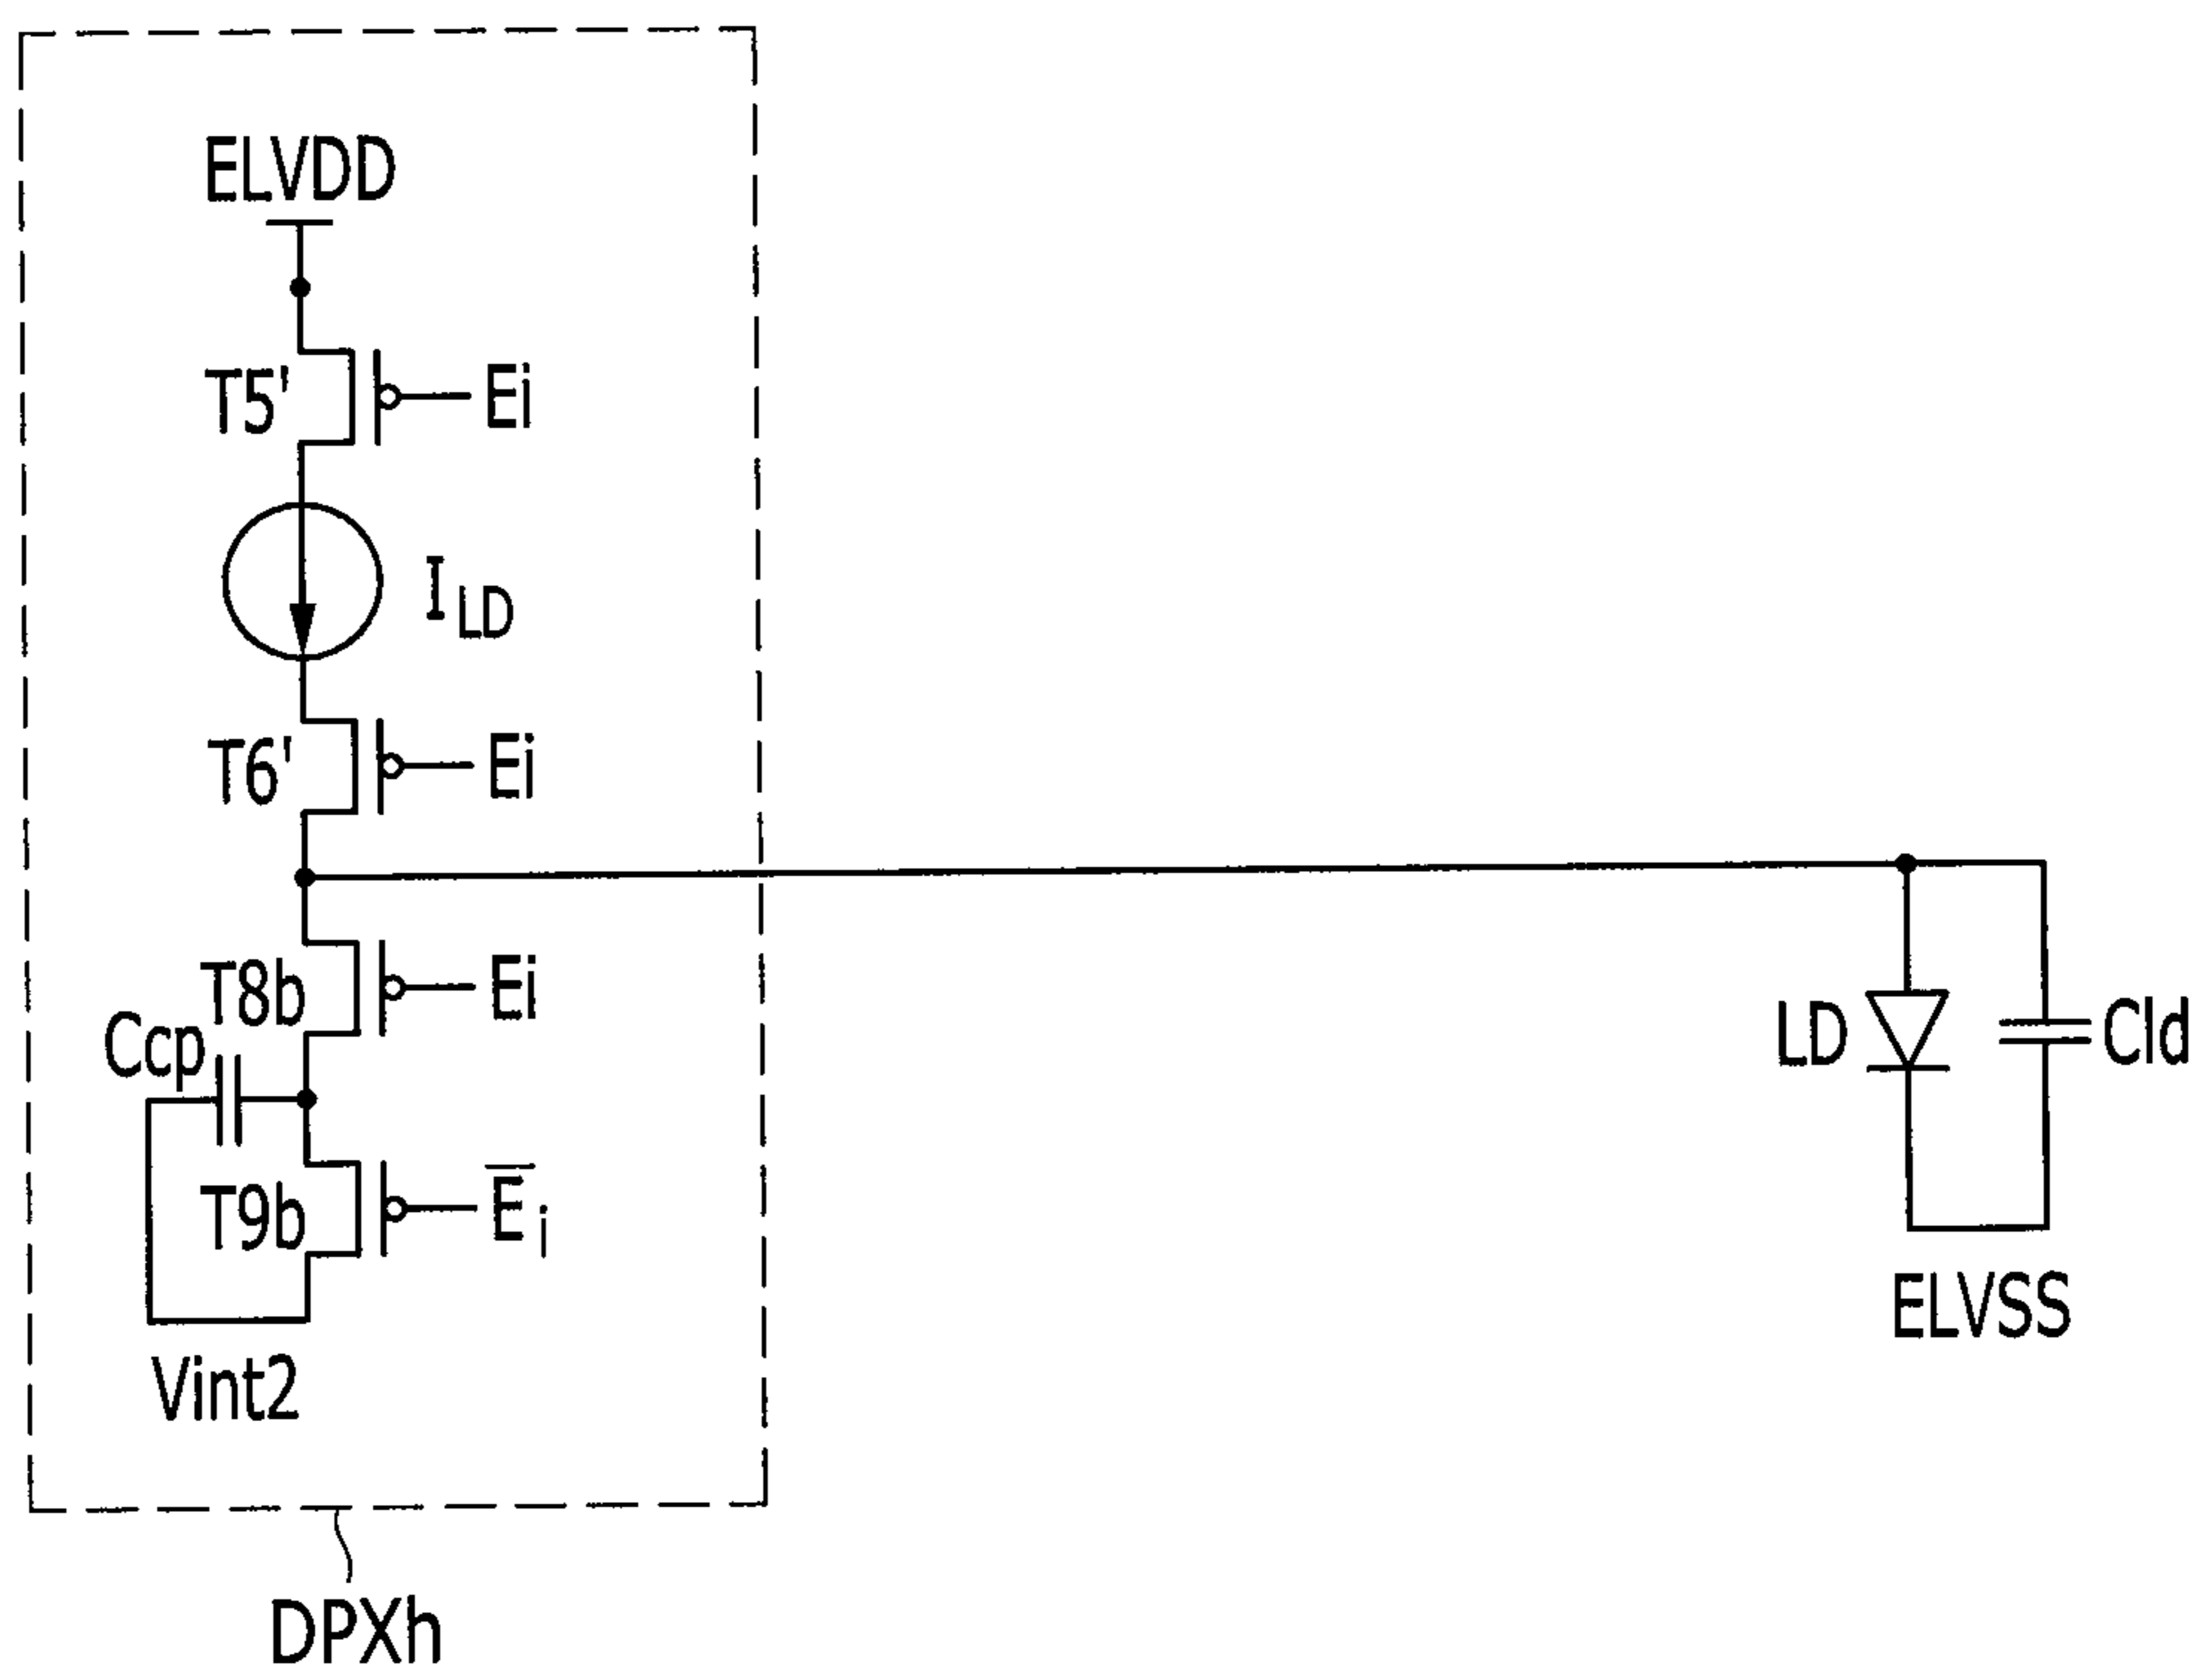 ELVDD
T5' Ei
I LD
T6' Ei
T8b Ei
Ccp
LD Cld
T9b E̅i
ELVSS
Vint2
DPXh